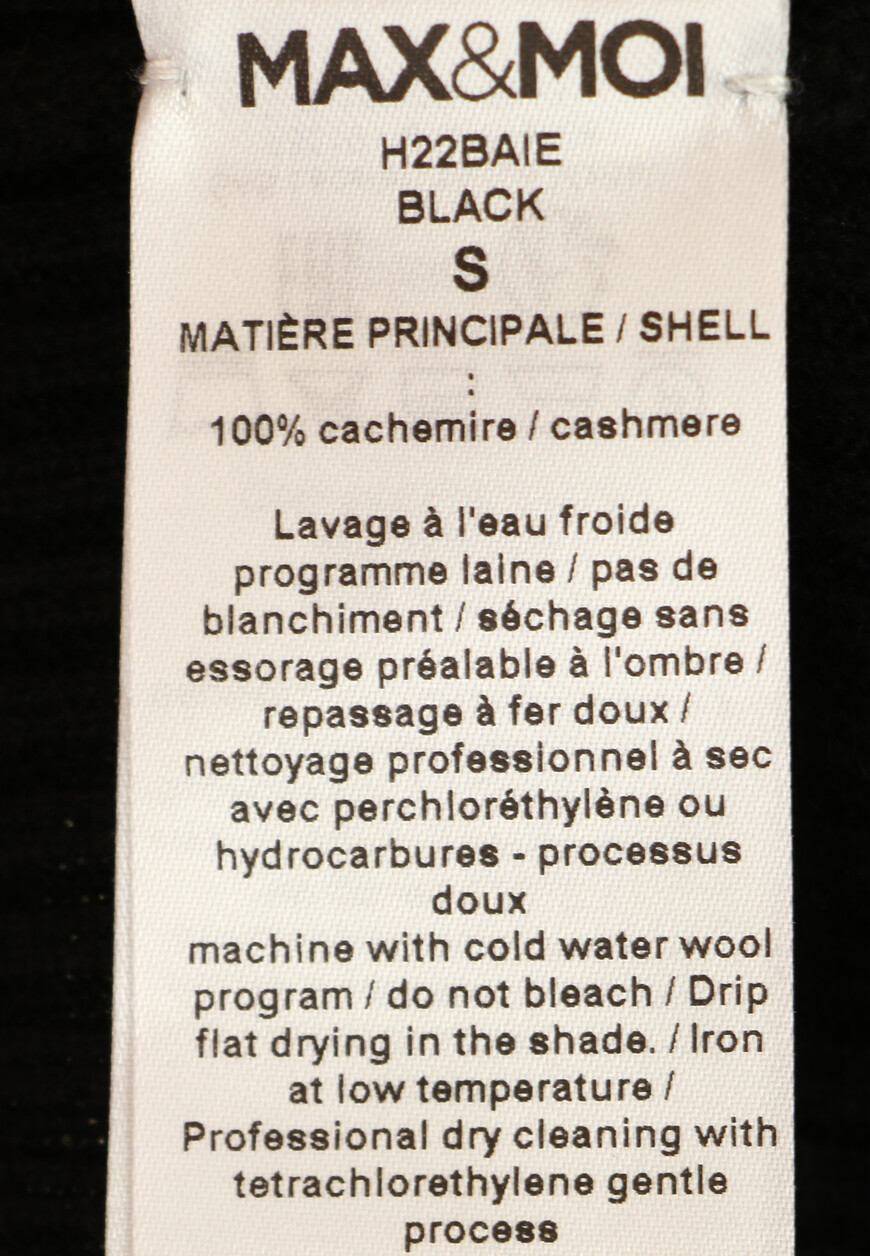 MAX&MOI
H22BAIE
BLACK
S
MATIÈRE PRINCIPALE / SHELL
:
100% cachemire / cashmere
Lavage à l'eau froide
programme laine / pas de
blanchiment / séchage sans
essorage préalable à l'ombre /
repassage à fer doux /
nettoyage professionnel à sec
avec perchloréthylène ou
hydrocarbures - processus
doux
machine with cold water wool
program / do not bleach / Drip
flat drying in the shade. / Iron
at low temperature /
Professional dry cleaning with
tetrachlorethylene gentle
process